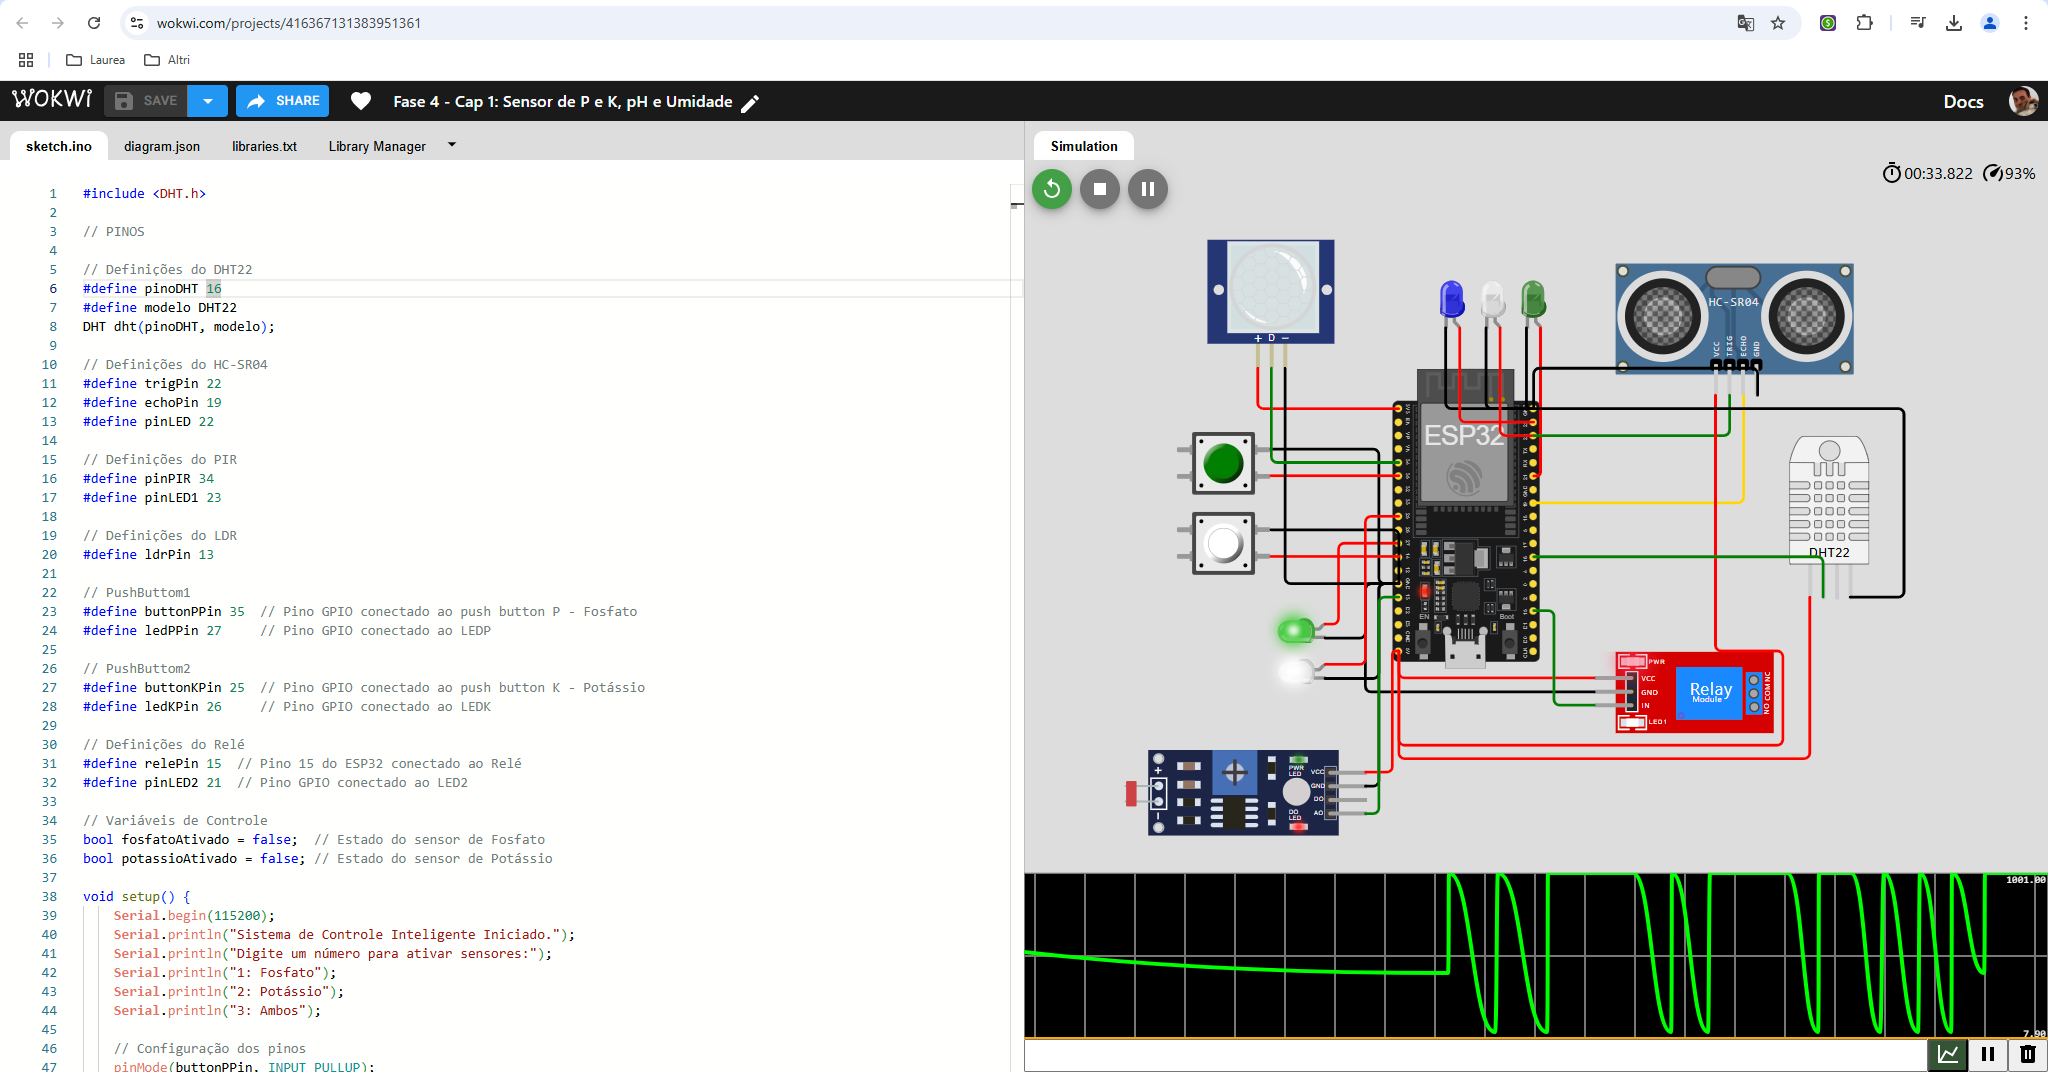 wokwi.com/projects/416367131383951361
Laurea
Altri
WOKWI
SAVE
SHARE
Fase 4 - Cap 1: Sensor de P e K, pH e Umidade
Docs
sketch.ino
diagram.json
libraries.txt
Library Manager
1 #include <DHT.h>
2
3 // PINOS
4
5 // Definições do DHT22
6 #define pinoDHT 16
7 #define modelo DHT22
8 DHT dht(pinoDHT, modelo);
9
10 // Definições do HC-SR04
11 #define trigPin 22
12 #define echoPin 19
13 #define pinLED 22
14
15 // Definições do PIR
16 #define pinPIR 34
17 #define pinLED1 23
18
19 // Definições do LDR
20 #define ldrPin 13
21
22 // PushButtom1
23 #define buttonPPin 35  // Pino GPIO conectado ao push button P - Fosfato
24 #define ledPPin 27     // Pino GPIO conectado ao LEDP
25
26 // PushButtom2
27 #define buttonKPin 25  // Pino GPIO conectado ao push button K - Potássio
28 #define ledKPin 26     // Pino GPIO conectado ao LEDK
29
30 // Definições do Relé
31 #define relePin 15  // Pino 15 do ESP32 conectado ao Relé
32 #define pinLED2 21  // Pino GPIO conectado ao LED2
33
34 // Variáveis de Controle
35 bool fosfatoAtivado = false;  // Estado do sensor de Fosfato
36 bool potassioAtivado = false; // Estado do sensor de Potássio
37
38 void setup() {
39     Serial.begin(115200);
40     Serial.println("Sistema de Controle Inteligente Iniciado.");
41     Serial.println("Digite um número para ativar sensores:");
42     Serial.println("1: Fosfato");
43     Serial.println("2: Potássio");
44     Serial.println("3: Ambos");
45
46     // Configuração dos pinos
47     pinMode(buttonPPin, INPUT_PULLUP);
Simulation
00:33.822
93%
+ D −
HC-SR04
VCC
TRIG
ECHO
GND
ESP32
EN
Boot
DHT22
PWR
VCC
GND
IN
LED1
Relay
Module
NC
COM
NO
PWR
LED
VCC
GND
DO
AO
DO
LED
1001.00
7.90